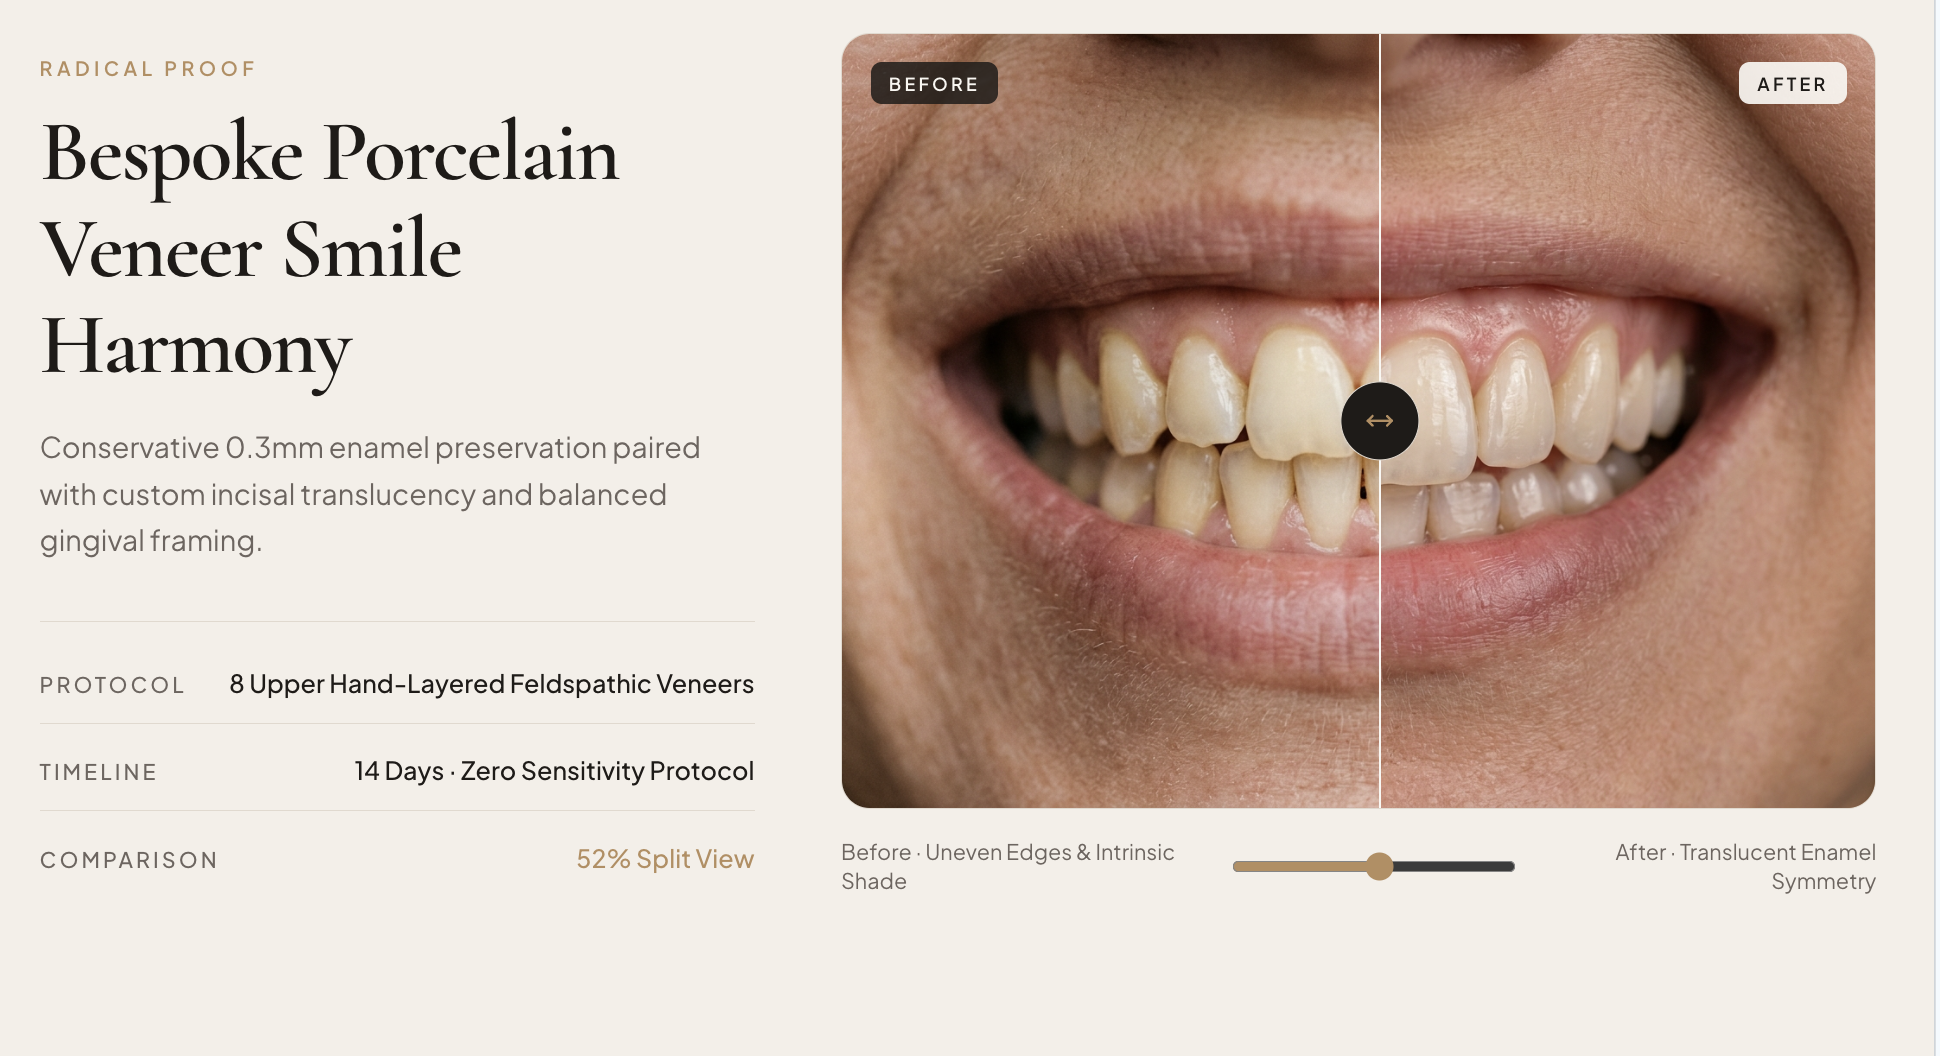 RADICAL PROOF
Bespoke Porcelain
Veneer Smile
Harmony
Conservative 0.3mm enamel preservation paired
with custom incisal translucency and balanced
gingival framing.
PROTOCOL 8 Upper Hand-Layered Feldspathic Veneers
TIMELINE 14 Days · Zero Sensitivity Protocol
COMPARISON 52% Split View
BEFORE
AFTER
Before · Uneven Edges & Intrinsic
Shade
After · Translucent Enamel
Symmetry